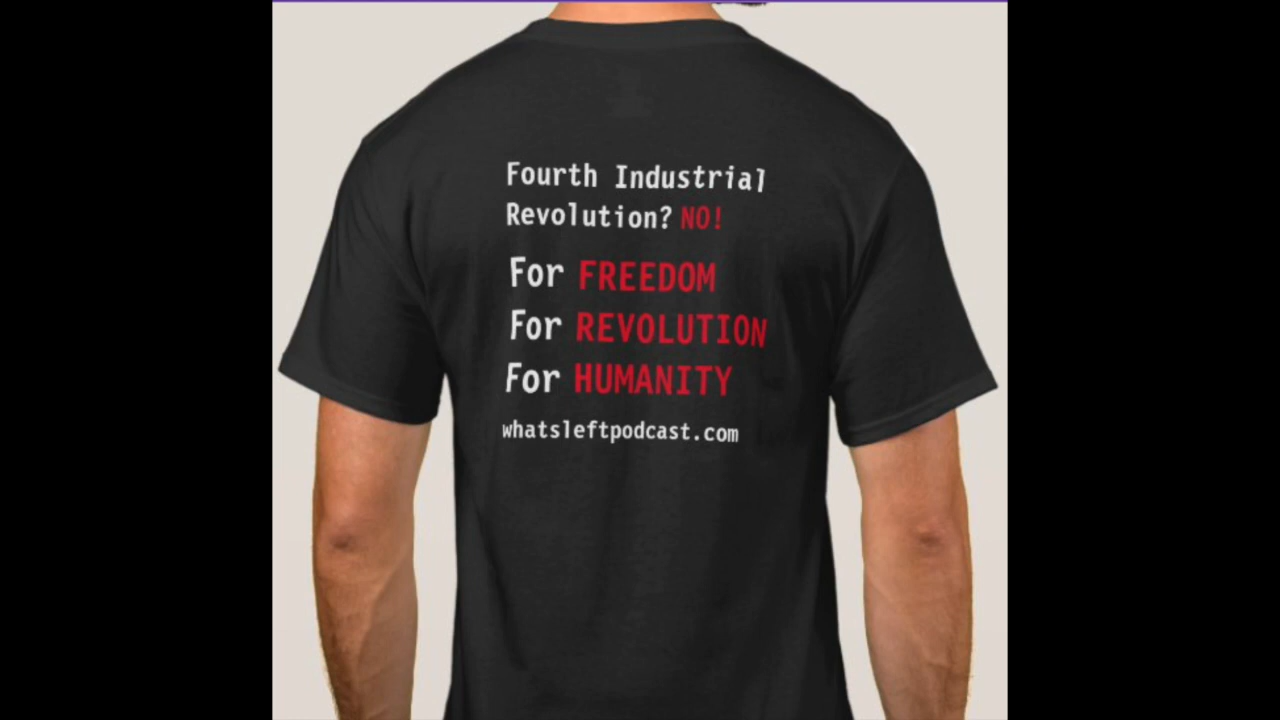 Fourth Industrial
Revolution? NO!
For FREEDOM
For REVOLUTION
For HUMANITY
whatsleftpodcast.com